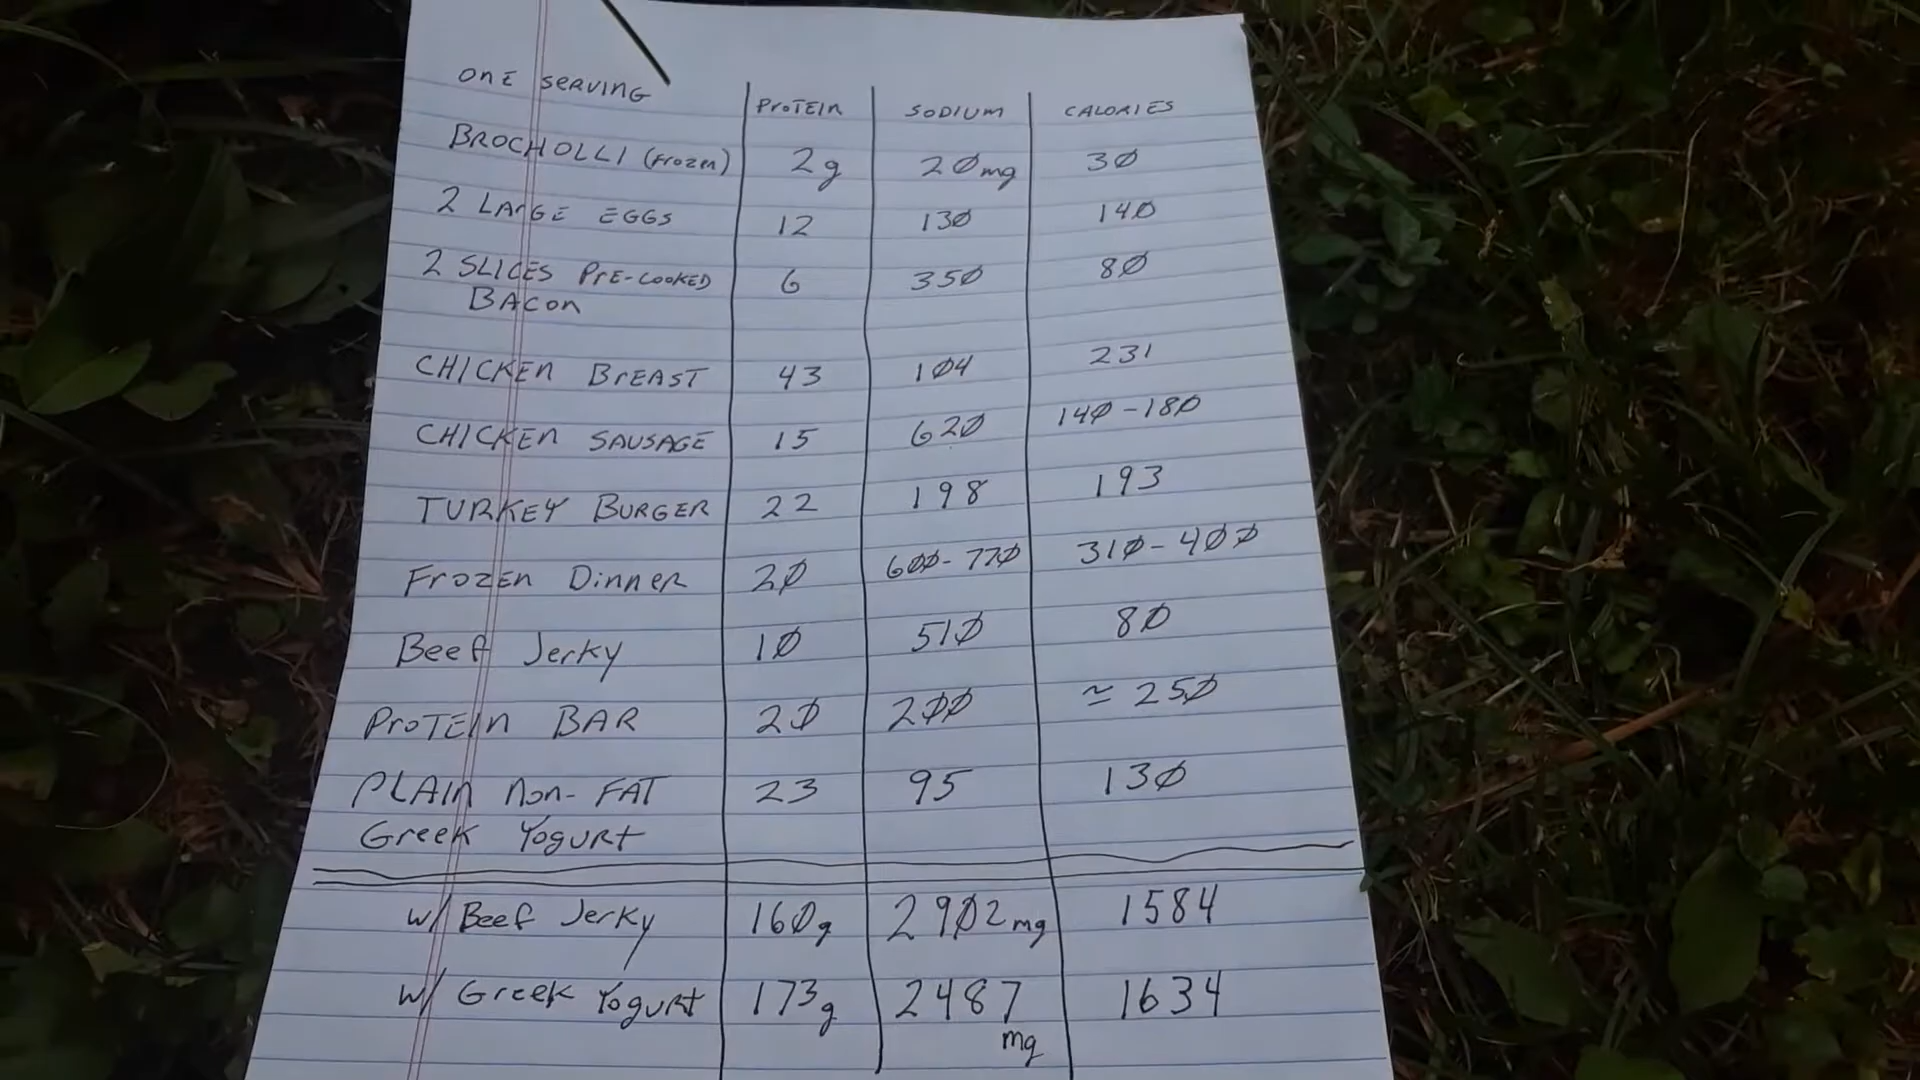 ONE SERVING PROTEIN SODIUM CALORIES
BROCHOLLI (FROZEN) 2g 20mg 30
2 LARGE EGGS 12 130 140
2 SLICES PRE-COOKED 6 350 80
BACON
CHICKEN BREAST 43 104 231
CHICKEN SAUSAGE 15 620 140-180
TURKEY BURGER 22 198 193
FROZEN DINNER 20 600-770 310-400
Beef Jerky 10 510 80
PROTEIN BAR 20 200 ≃ 250
PLAIN NON-FAT 23 95 130
Greek YogURt
w/ Beef Jerky 160g 2902mg 1584
w/ Greek YogURt 173g 2487 1634
mg